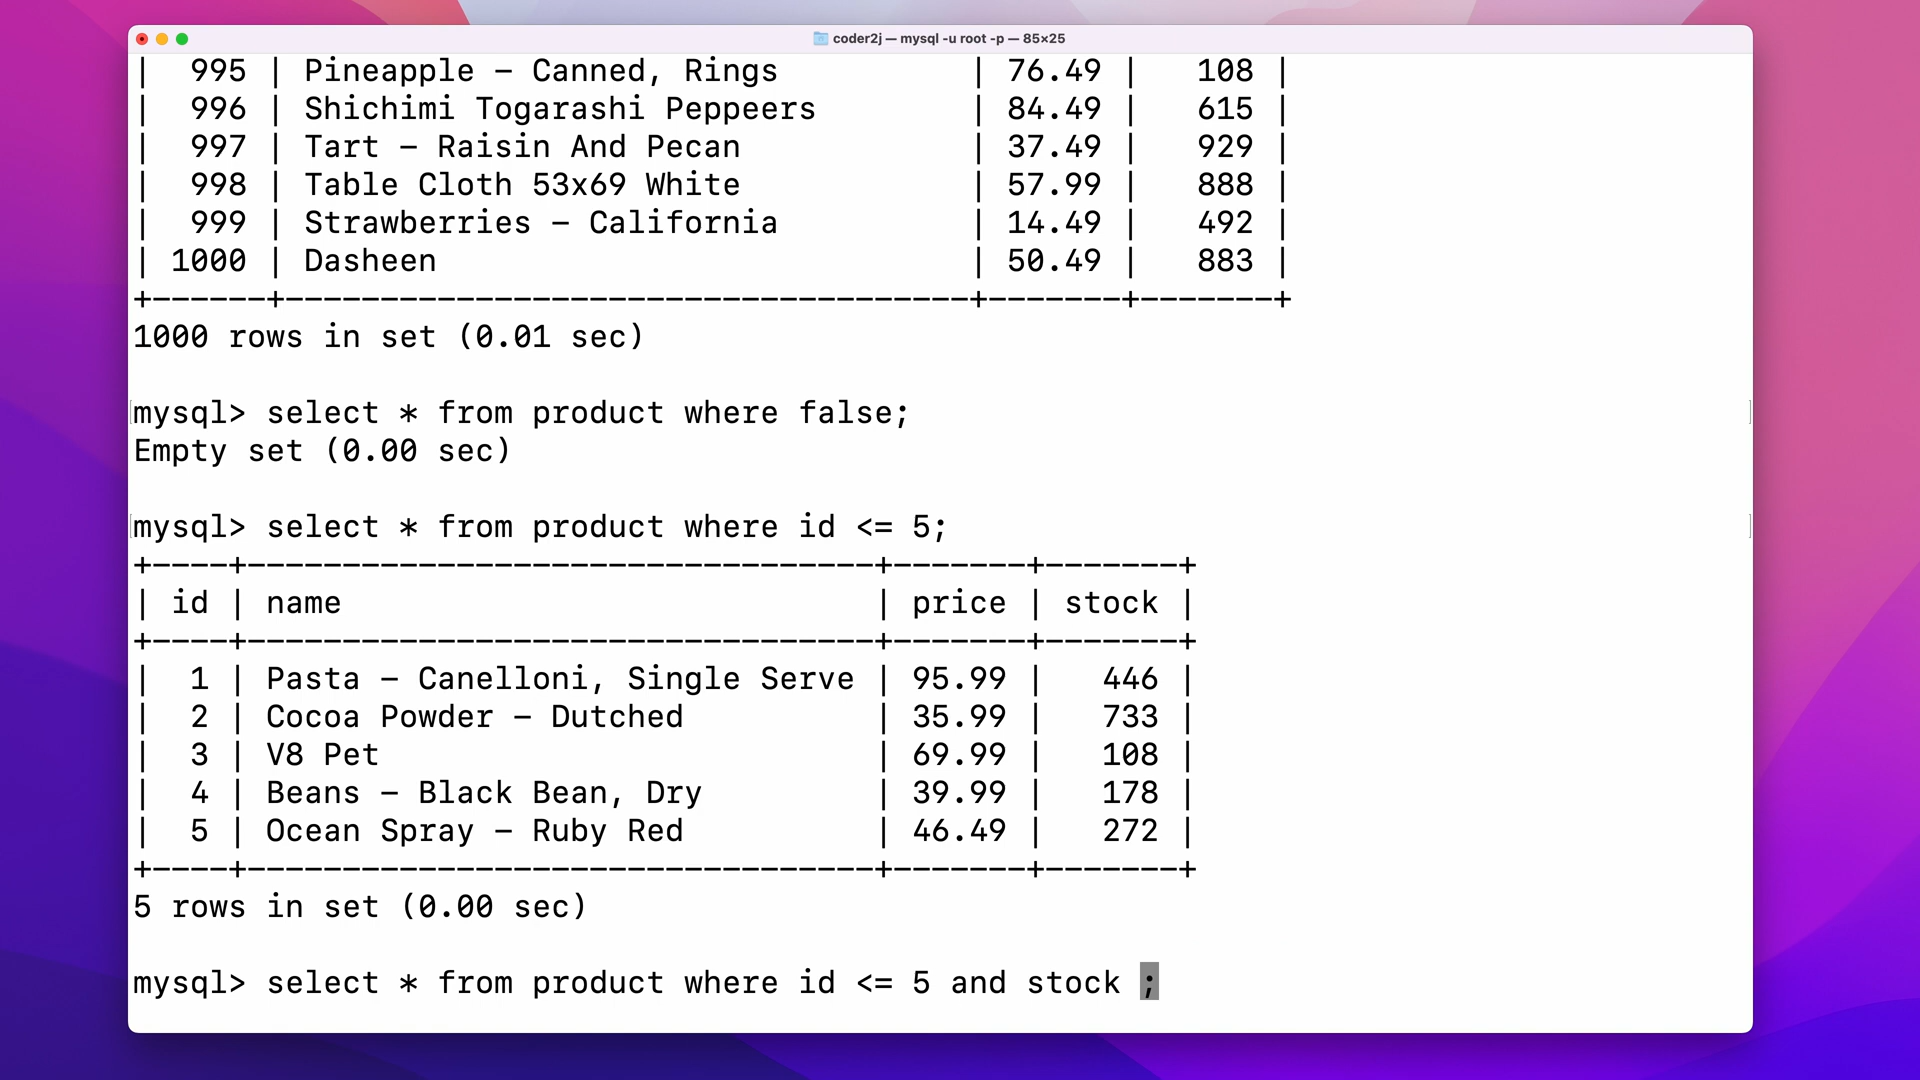 coder2j — mysql -u root -p — 85×25
| 995 | Pineapple – Canned, Rings | 76.49 | 108 |
| 996 | Shichimi Togarashi Peppeers | 84.49 | 615 |
| 997 | Tart – Raisin And Pecan | 37.49 | 929 |
| 998 | Table Cloth 53x69 White | 57.99 | 888 |
| 999 | Strawberries – California | 14.49 | 492 |
| 1000 | Dasheen | 50.49 | 883 |
+------+------------------------------------+-------+-------+
1000 rows in set (0.01 sec)
mysql> select * from product where false;
Empty set (0.00 sec)
mysql> select * from product where id <= 5;
+----+---------------------------------+-------+-------+
| id | name | price | stock |
+----+---------------------------------+-------+-------+
| 1 | Pasta – Canelloni, Single Serve | 95.99 | 446 |
| 2 | Cocoa Powder – Dutched | 35.99 | 733 |
| 3 | V8 Pet | 69.99 | 108 |
| 4 | Beans – Black Bean, Dry | 39.99 | 178 |
| 5 | Ocean Spray – Ruby Red | 46.49 | 272 |
+----+---------------------------------+-------+-------+
5 rows in set (0.00 sec)
mysql> select * from product where id <= 5 and stock ;